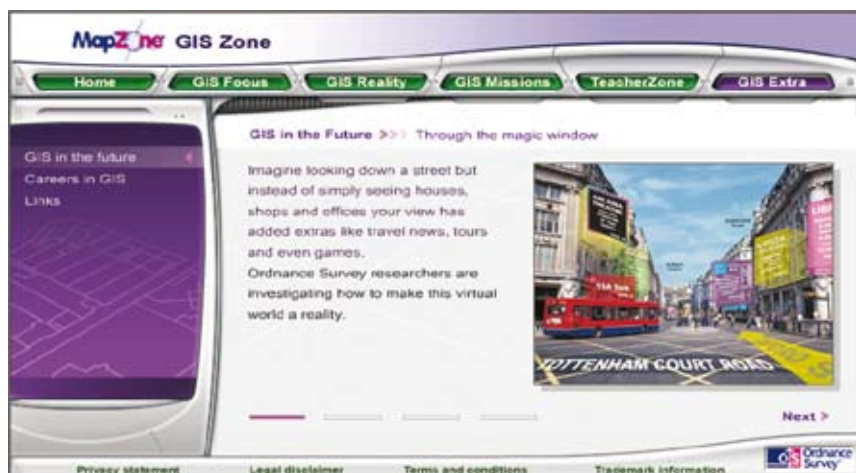 MapZone GIS Zone
Home GIS Focus GIS Reality GIS Missions TeacherZone GIS Extra
GIS in the future
Careers in GIS
Links
GIS in the Future >>> Through the magic window
Imagine looking down a street but
instead of simply seeing houses,
shops and offices your view has
added extras like travel news, tours
and even games.
Ordnance Survey researchers are
investigating how to make this virtual
world a reality.
TOTTENHAM COURT ROAD
Next >
Privacy statement Legal disclaimer Terms and conditions Trademark information
OS Ordnance
Survey